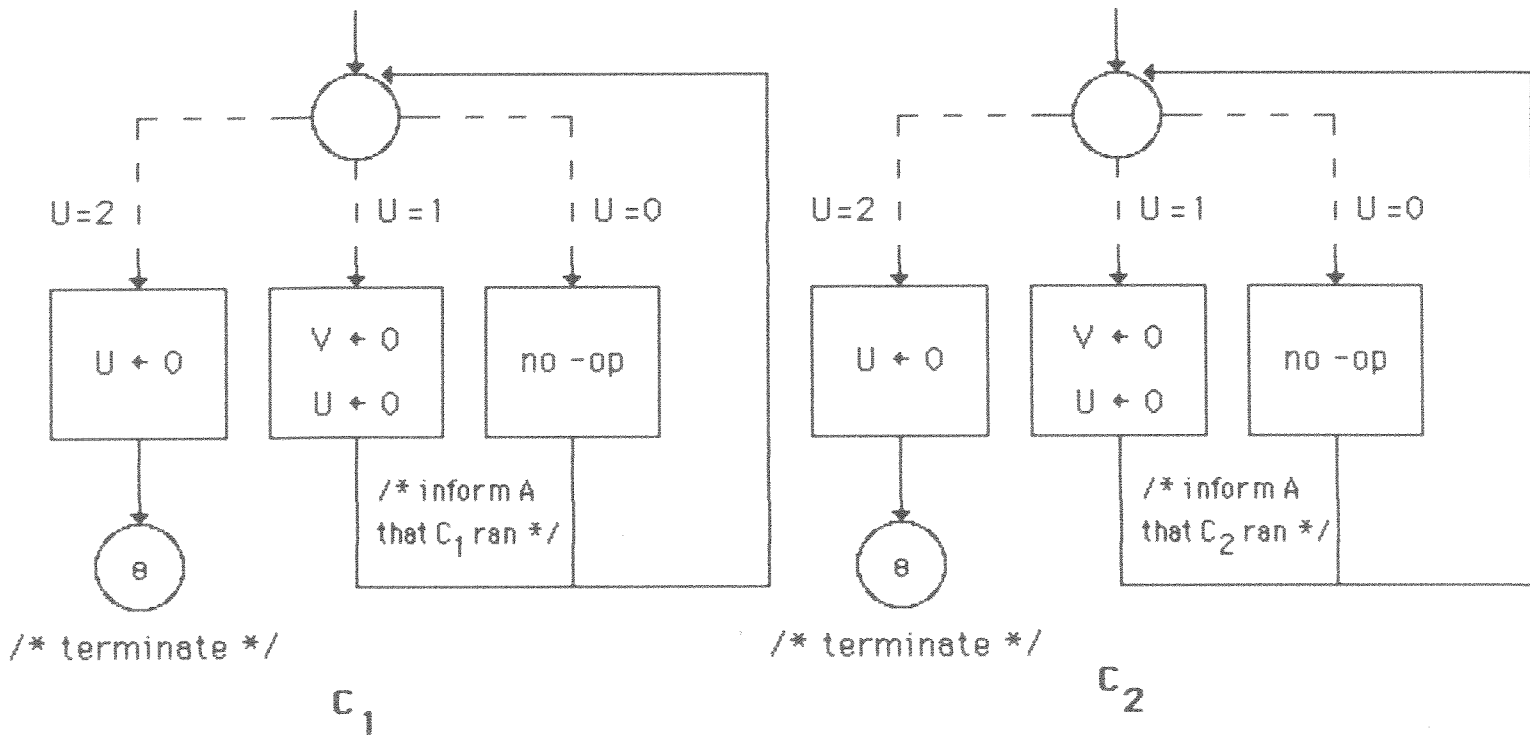 U=2
U=1
U=0
U ← 0
V ← 0
U ← 0
no-op
/* inform A
that C₁ ran */
θ
/* terminate */
C₁
U=2
U=1
U=0
U ← 0
V ← 0
U ← 0
no-op
/* inform A
that C₂ ran */
θ
/* terminate */
C₂